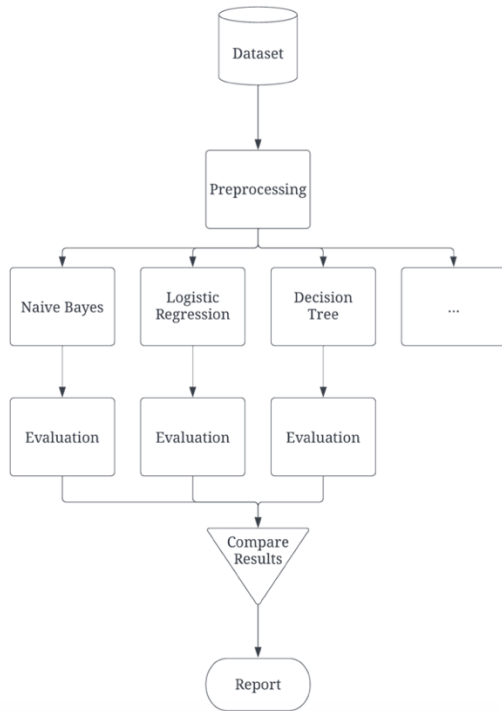 Dataset
Preprocessing
Naive Bayes
Logistic
Regression
Decision
Tree
...
Evaluation
Evaluation
Evaluation
Compare
Results
Report